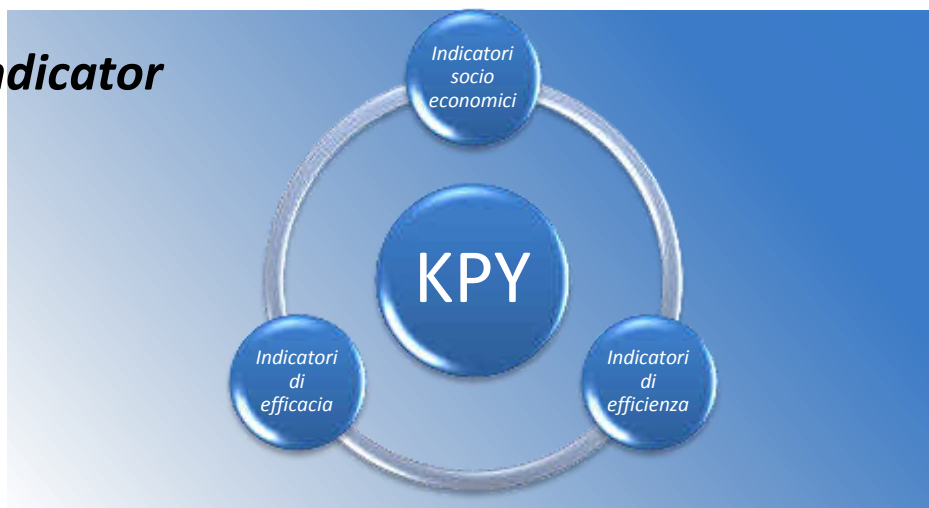 ndicator
Indicatori
socio
economici
KPY
Indicatori
di
efficacia
Indicatori
di
efficienza